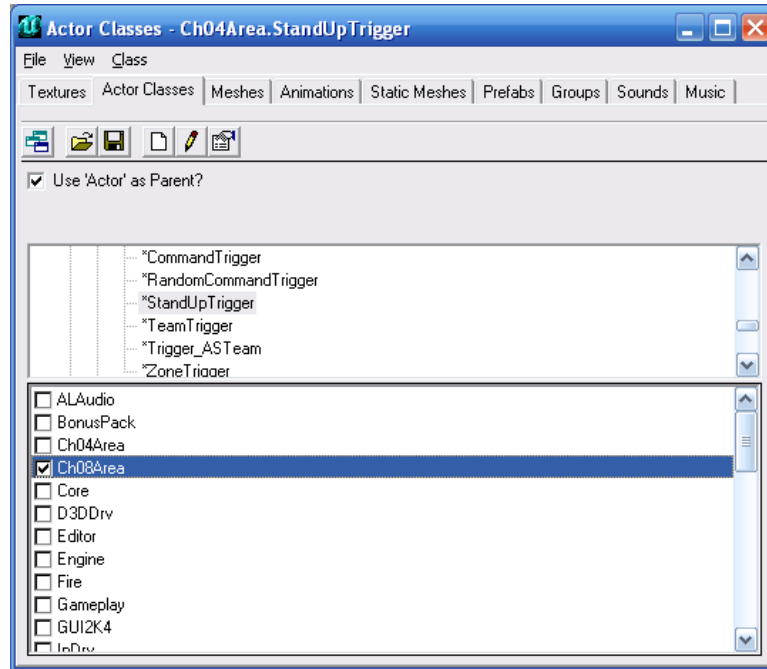 Actor Classes - Ch04Area.StandUpTrigger
File View Class
Textures Actor Classes Meshes Animations Static Meshes Prefabs Groups Sounds Music
Use 'Actor' as Parent?
*CommandTrigger
*RandomCommandTrigger
*StandUpTrigger
*TeamTrigger
*Trigger_ASTeam
*ZoneTrigger
ALAudio
BonusPack
Ch04Area
Ch08Area
Core
D3DDrv
Editor
Engine
Fire
Gameplay
GUI2K4
IpDrv